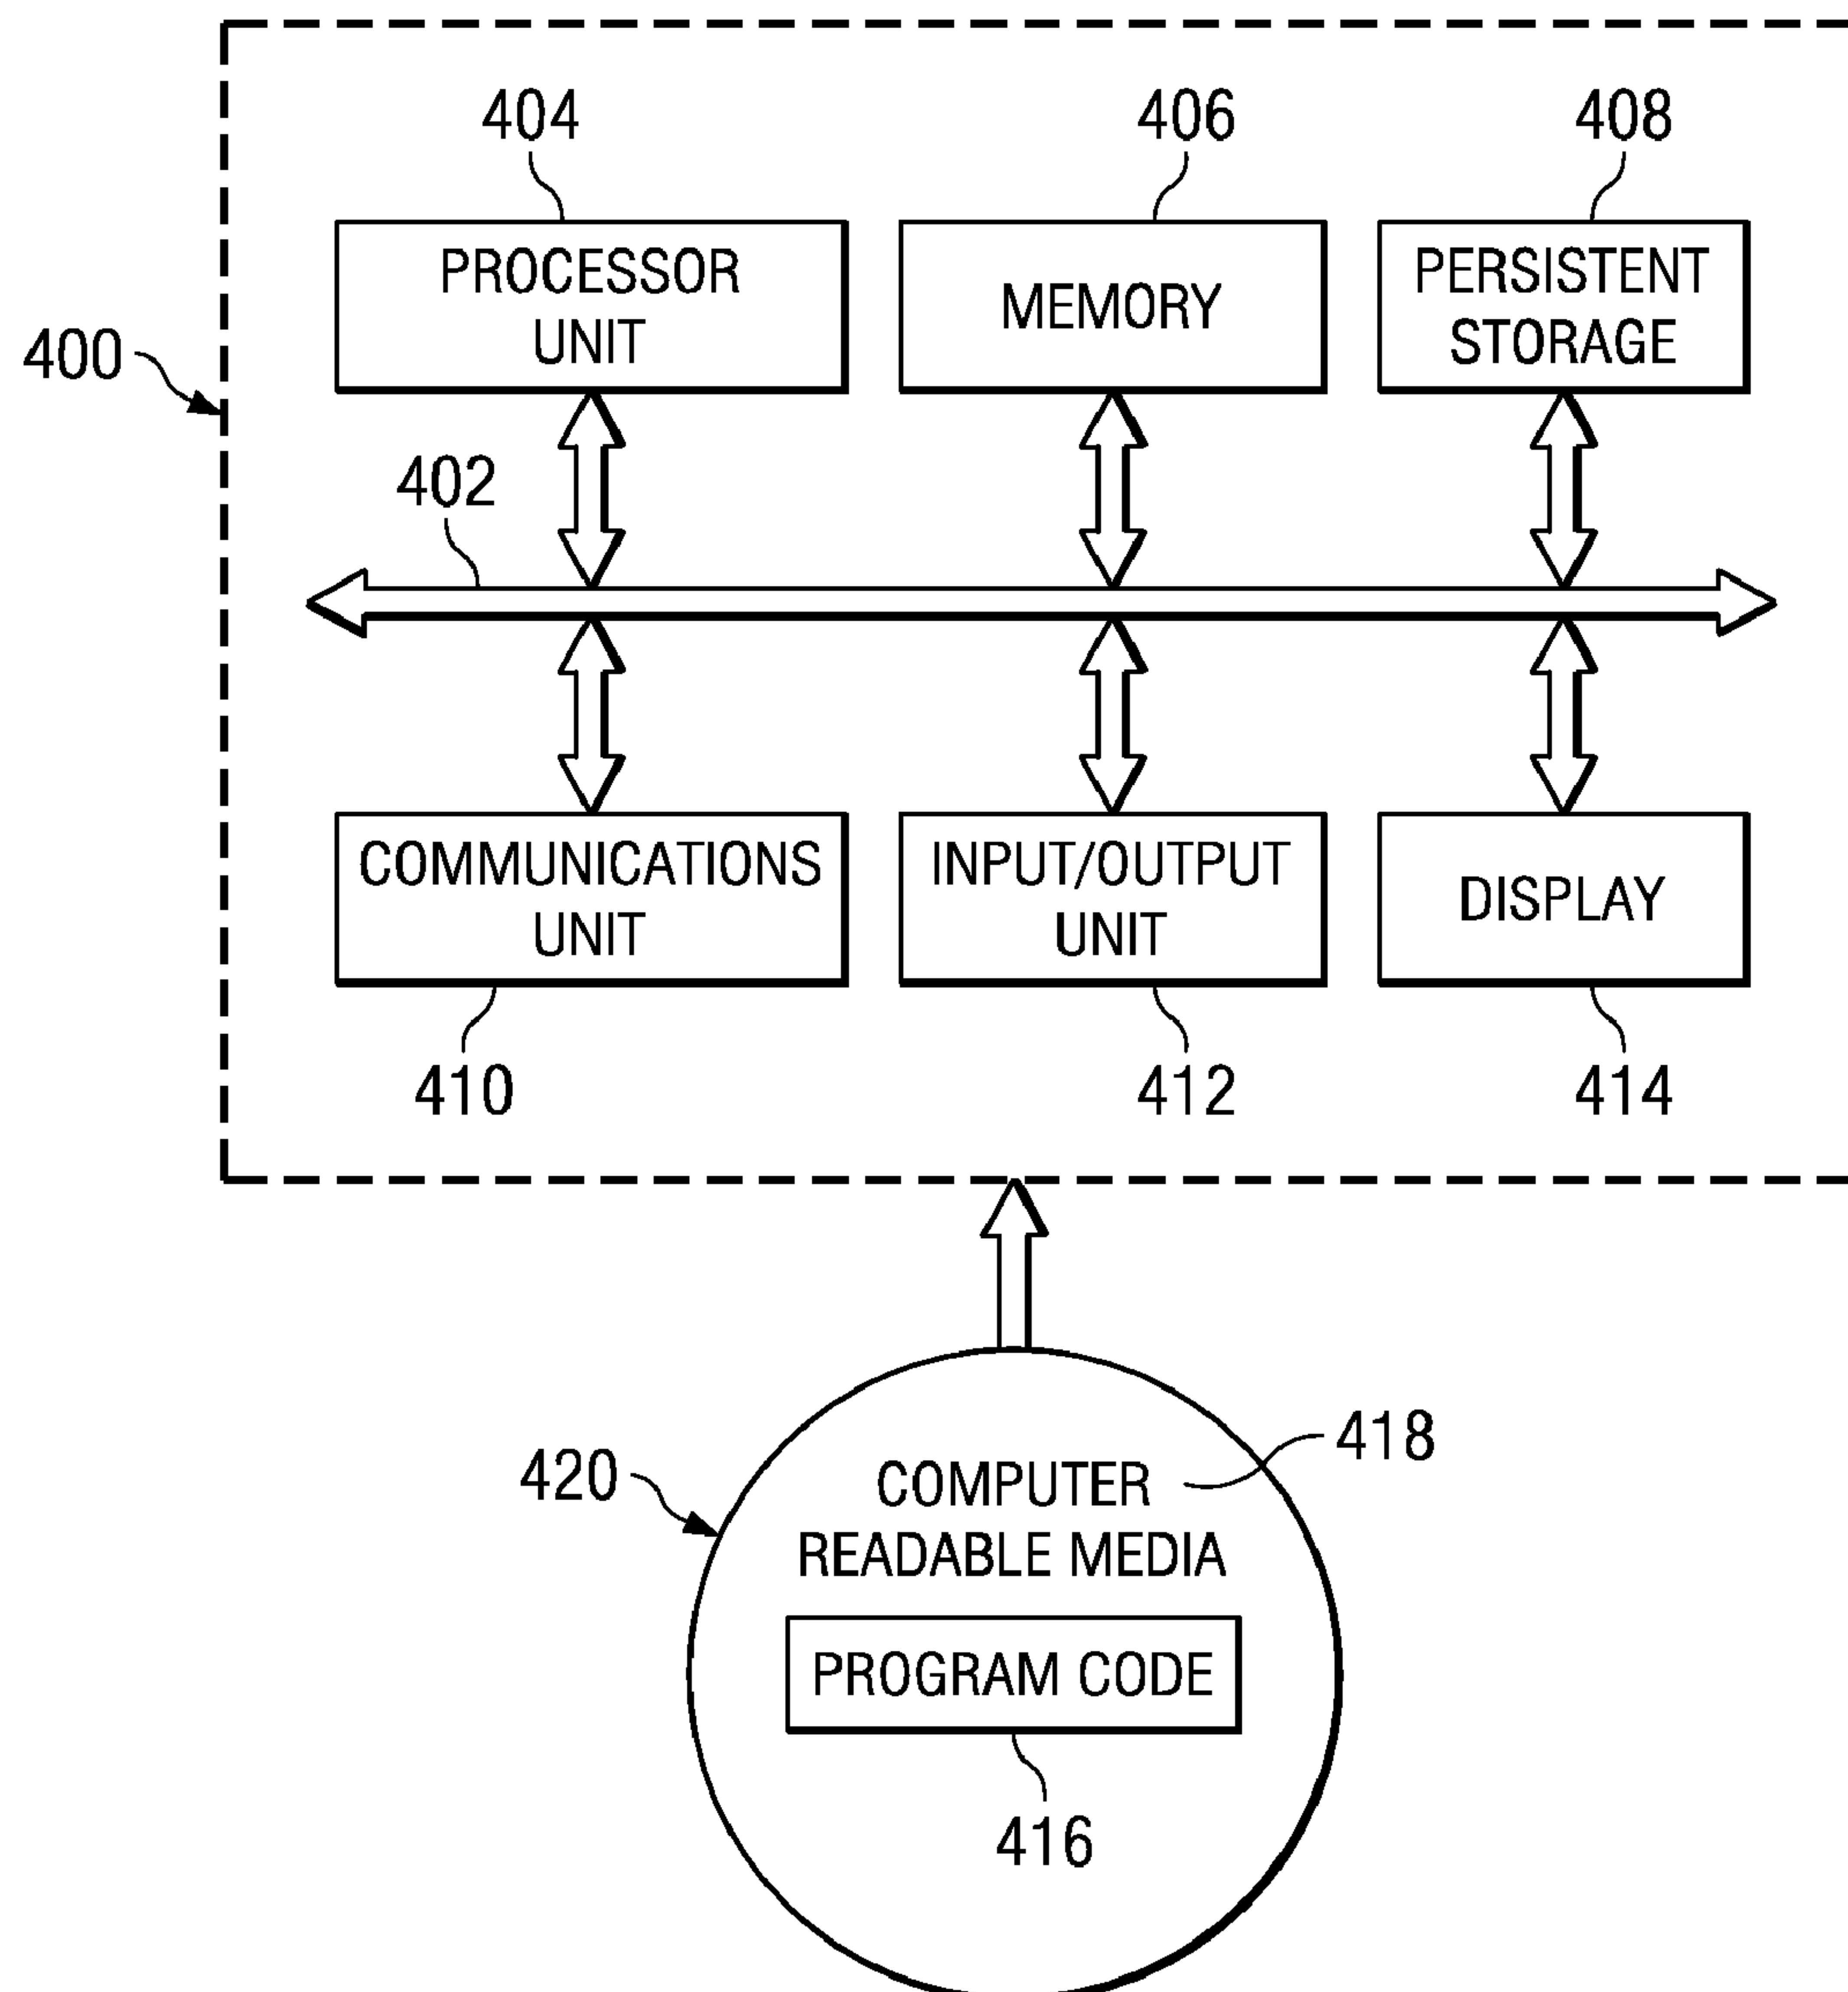 404
406
408
PROCESSOR
UNIT
MEMORY
PERSISTENT
STORAGE
400
402
COMMUNICATIONS
UNIT
INPUT/OUTPUT
UNIT
DISPLAY
410
412
414
418
420
COMPUTER
READABLE MEDIA
PROGRAM CODE
416